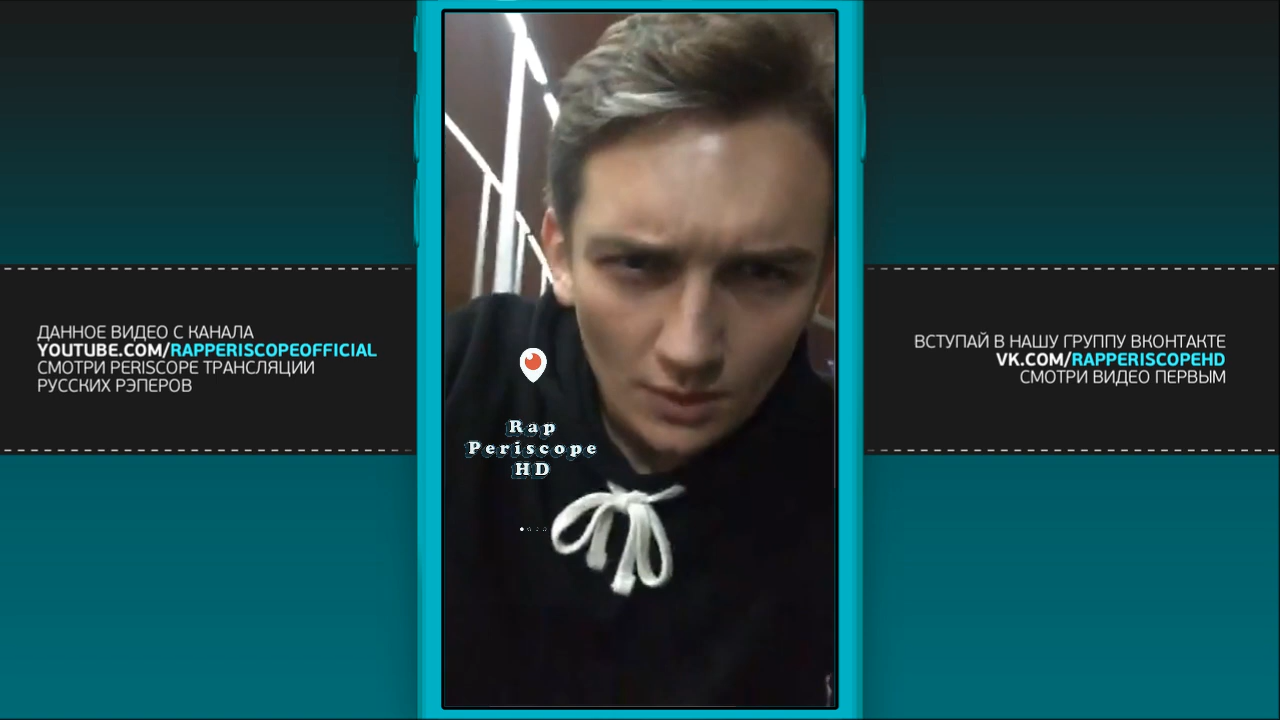 ДАННОЕ ВИДЕО С КАНАЛА
YOUTUBE.COM/RAPPERISCOPEOFFICIAL
СМОТРИ PERISCOPE ТРАНСЛЯЦИИ
РУССКИХ РЭПЕРОВ
Rap
Periscope
HD
ВСТУПАЙ В НАШУ ГРУППУ ВКОНТАКТЕ
VK.COM/RAPPERISCOPEHD
СМОТРИ ВИДЕО ПЕРВЫМ